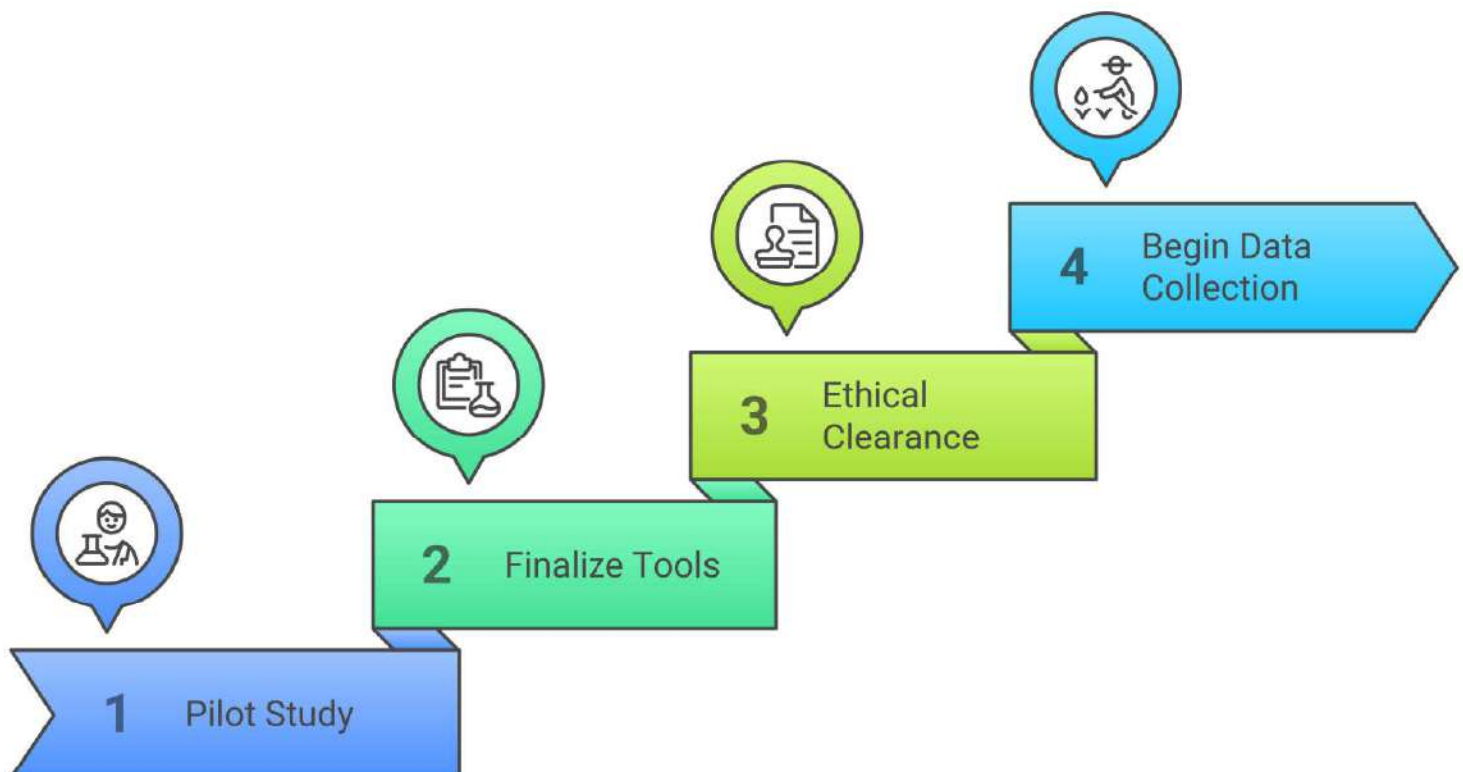 1 Pilot Study
2 Finalize Tools
3 Ethical
Clearance
4 Begin Data
Collection